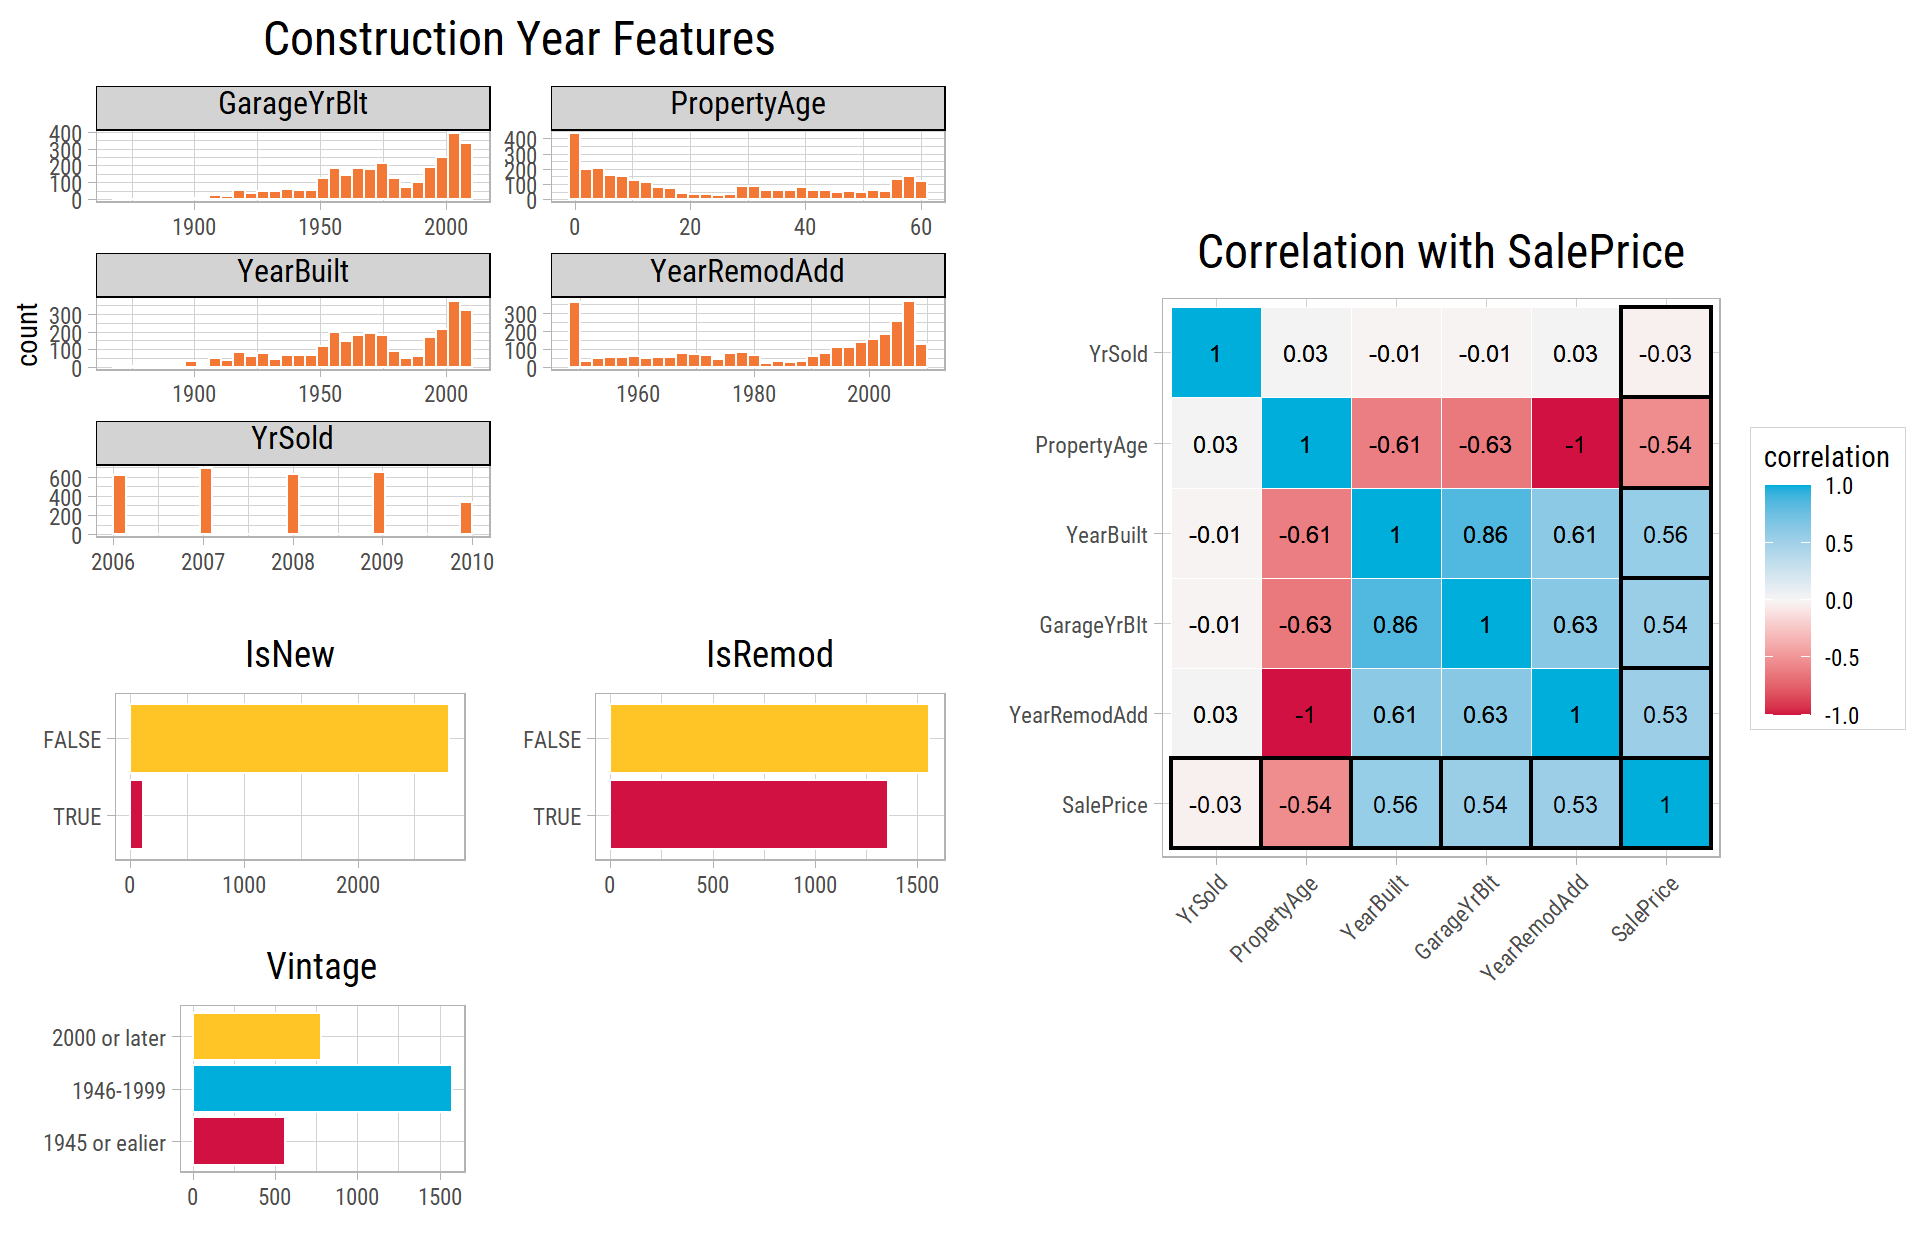 Construction Year Features
GarageYrBlt
400
300
200
100
0
1900 1950 2000
PropertyAge
400
300
200
100
0
0 20 40 60
count
YearBuilt
300
200
100
0
1900 1950 2000
YearRemodAdd
300
200
100
0
1960 1980 2000
YrSold
600
400
200
0
2006 2007 2008 2009 2010
IsNew
FALSE
TRUE
0 1000 2000
IsRemod
FALSE
TRUE
0 500 1000 1500
Vintage
2000 or later
1946-1999
1945 or ealier
0 500 1000 1500
Correlation with SalePrice
YrSold 1 0.03 -0.01 -0.01 0.03 -0.03
PropertyAge 0.03 1 -0.61 -0.63 -1 -0.54
YearBuilt -0.01 -0.61 1 0.86 0.61 0.56
GarageYrBlt -0.01 -0.63 0.86 1 0.63 0.54
YearRemodAdd 0.03 -1 0.61 0.63 1 0.53
SalePrice -0.03 -0.54 0.56 0.54 0.53 1
YrSold PropertyAge YearBuilt GarageYrBlt YearRemodAdd SalePrice
correlation
1.0
0.5
0.0
-0.5
-1.0